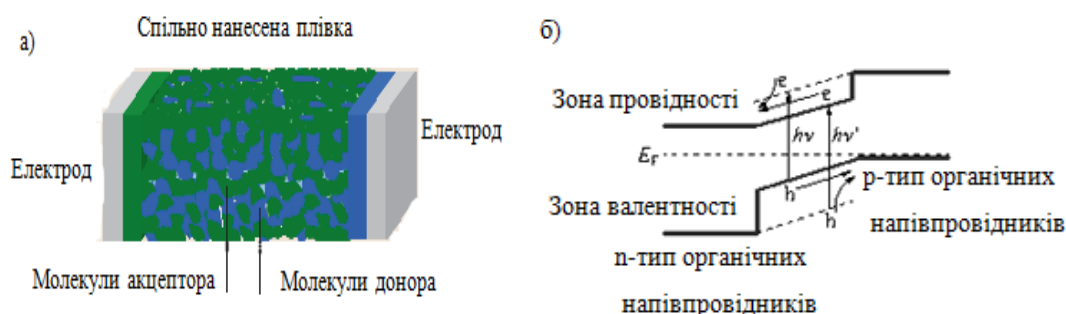 а)
Спільно нанесена плівка
Електрод
Електрод
Молекули акцептора
Молекули донора
б)
Зона провідності
e
e
hν
hν'
E_F
h
h
p-тип органічних
напівпровідників
Зона валентності
n-тип органічних
напівпровідників